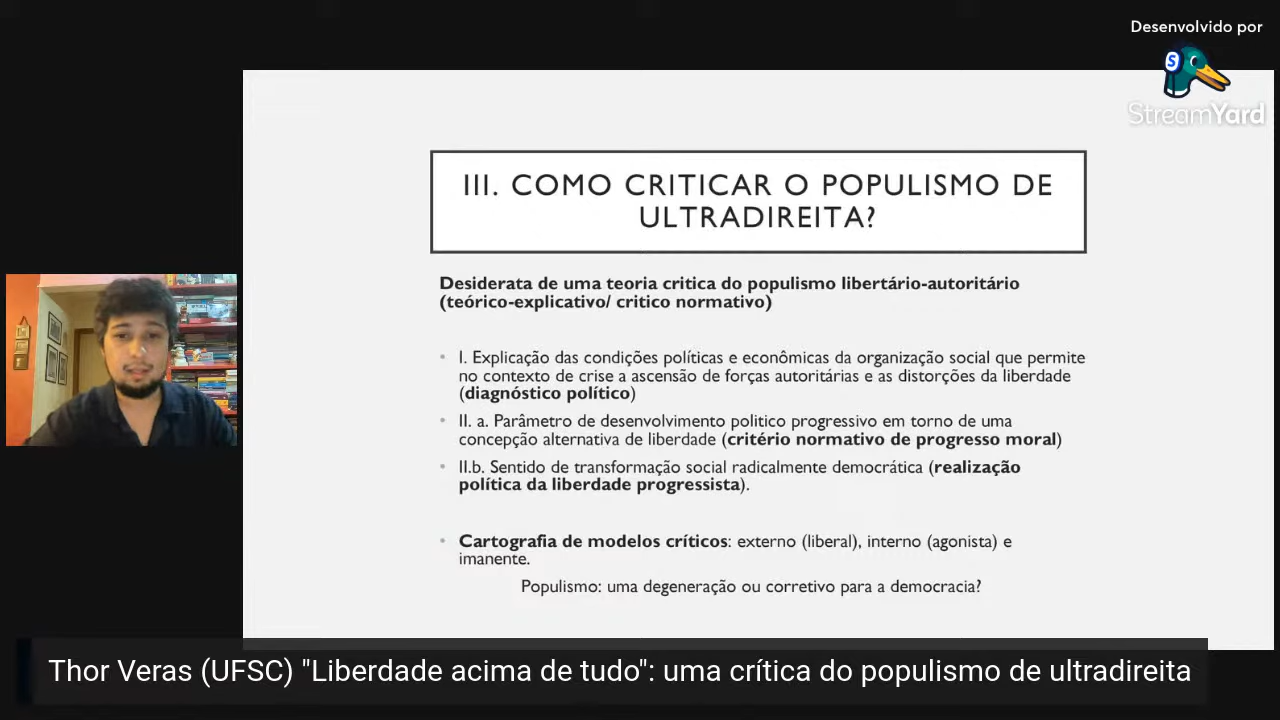 Desenvolvido por
StreamYard
III. COMO CRITICAR O POPULISMO DE
ULTRADIREITA?
Desiderata de uma teoria critica do populismo libertário-autoritário
(teórico-explicativo/ critico normativo)
• I. Explicação das condições políticas e econômicas da organização social que permite
no contexto de crise a ascensão de forças autoritárias e as distorções da liberdade
(diagnóstico político)
• II. a. Parâmetro de desenvolvimento politico progressivo em torno de uma
concepção alternativa de liberdade (critério normativo de progresso moral)
• II.b. Sentido de transformação social radicalmente democrática (realização
política da liberdade progressista).
• Cartografia de modelos críticos: externo (liberal), interno (agonista) e
imanente.
Populismo: uma degeneração ou corretivo para a democracia?
Thor Veras (UFSC) "Liberdade acima de tudo": uma crítica do populismo de ultradireita